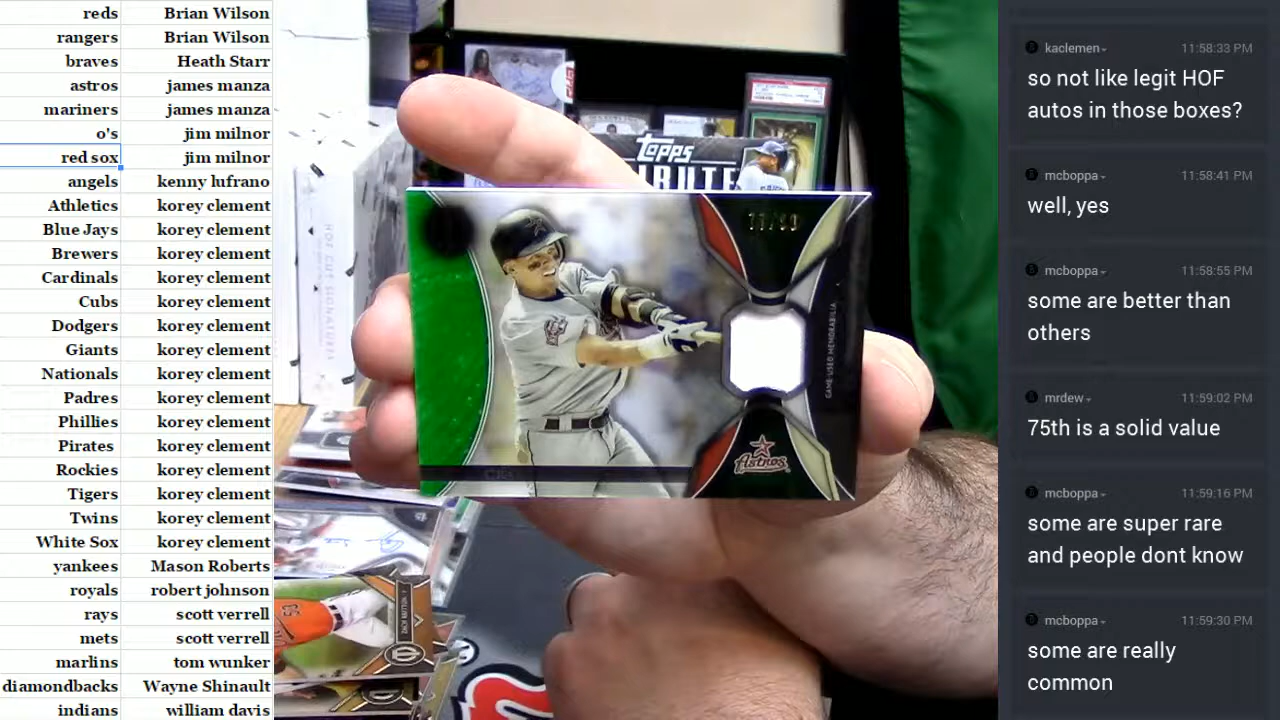 reds Brian Wilson
rangers Brian Wilson
braves Heath Starr
astros james manza
mariners james manza
o's jim milnor
red sox jim milnor
angels kenny lufrano
Athletics korey clement
Blue Jays korey clement
Brewers korey clement
Cardinals korey clement
Cubs korey clement
Dodgers korey clement
Giants korey clement
Nationals korey clement
Padres korey clement
Phillies korey clement
Pirates korey clement
Rockies korey clement
Tigers korey clement
Twins korey clement
White Sox korey clement
yankees Mason Roberts
royals robert johnson
rays scott verrell
mets scott verrell
marlins tom wunker
diamondbacks Wayne Shinault
indians william davis
Topps
GAME-USED MEMORABILIA
Astros
kaclemen 11:58:33 PM
so not like legit HOF
autos in those boxes?
mcboppa 11:58:41 PM
well, yes
mcboppa 11:58:55 PM
some are better than
others
mrdew 11:59:02 PM
75th is a solid value
mcboppa 11:59:16 PM
some are super rare
and people dont know
mcboppa 11:59:30 PM
some are really
common